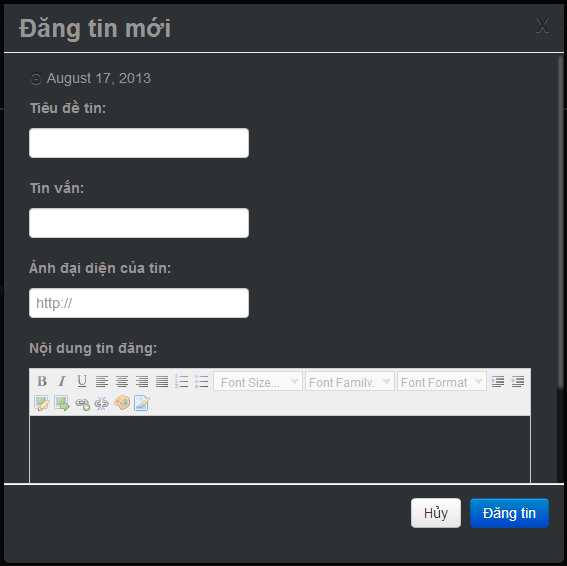 Đăng tin mới
X
August 17, 2013
Tiêu đề tin:
Tin vắn:
Ảnh đại diện của tin:
http://
Nội dung tin đăng:
B I U Font Size... Font Family. Font Format
Hủy Đăng tin